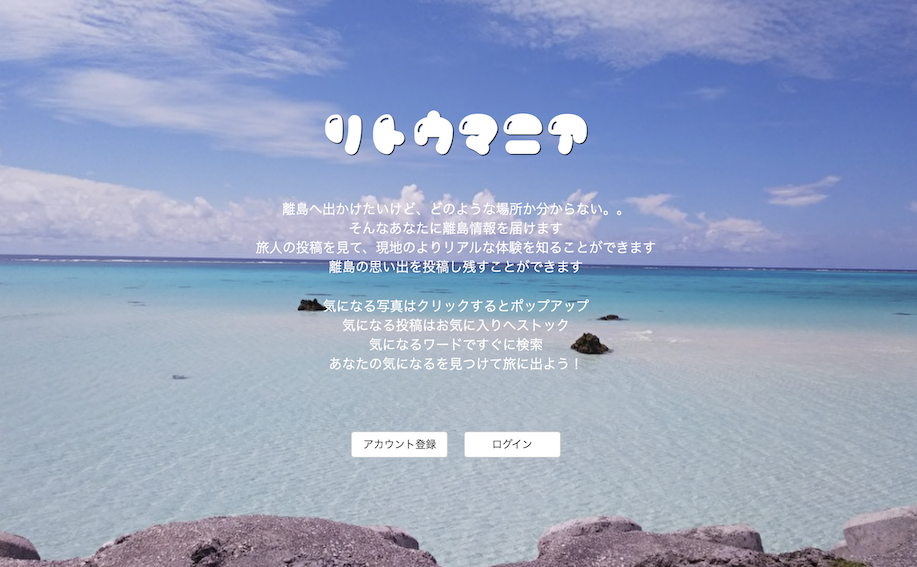 リトウマニア
離島へ出かけたいけど、どのような場所か分からない。。
そんなあなたに離島情報を届けます
旅人の投稿を見て、現地のよりリアルな体験を知ることができます
離島の思い出を投稿し残すことができます
気になる写真はクリックするとポップアップ
気になる投稿はお気に入りへストック
気になるワードですぐに検索
あなたの気になるを見つけて旅に出よう！
アカウント登録
ログイン